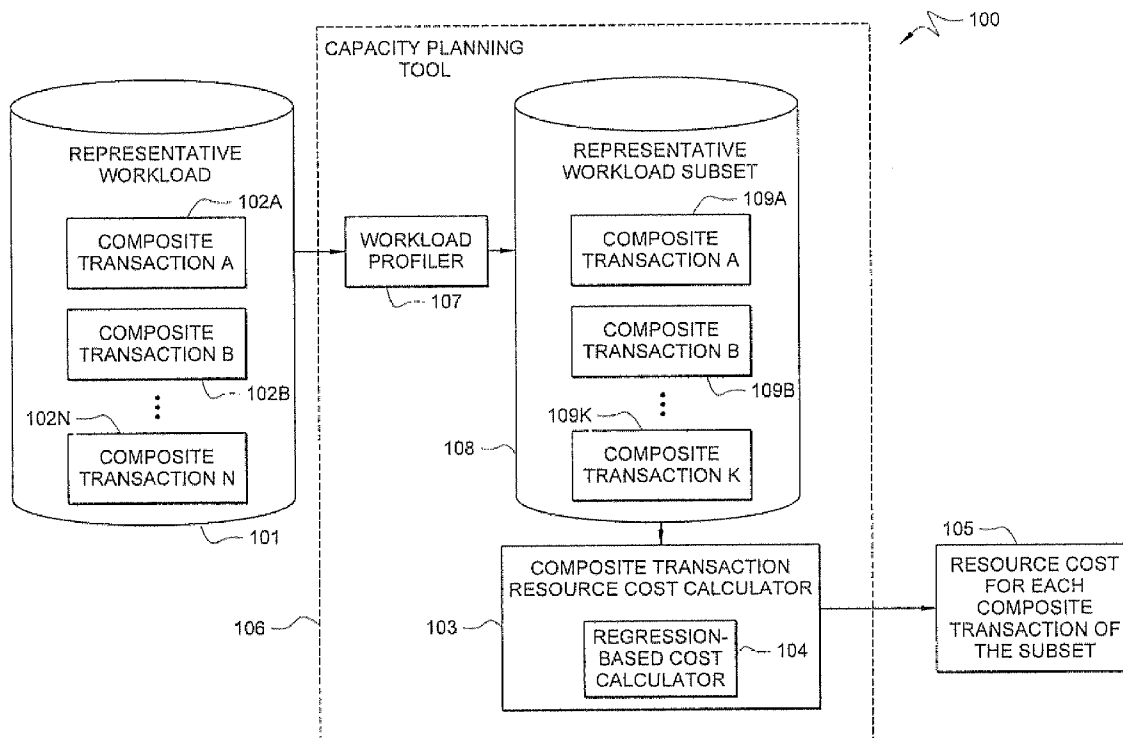 100
CAPACITY PLANNING
TOOL
REPRESENTATIVE
WORKLOAD
102A
COMPOSITE
TRANSACTION A
COMPOSITE
TRANSACTION B
102B
102N
COMPOSITE
TRANSACTION N
101
WORKLOAD
PROFILER
107
REPRESENTATIVE
WORKLOAD SUBSET
109A
COMPOSITE
TRANSACTION A
COMPOSITE
TRANSACTION B
109B
109K
COMPOSITE
TRANSACTION K
108
COMPOSITE TRANSACTION
RESOURCE COST CALCULATOR
103
REGRESSION-
BASED COST
CALCULATOR
104
106
105
RESOURCE COST
FOR EACH
COMPOSITE
TRANSACTION OF
THE SUBSET